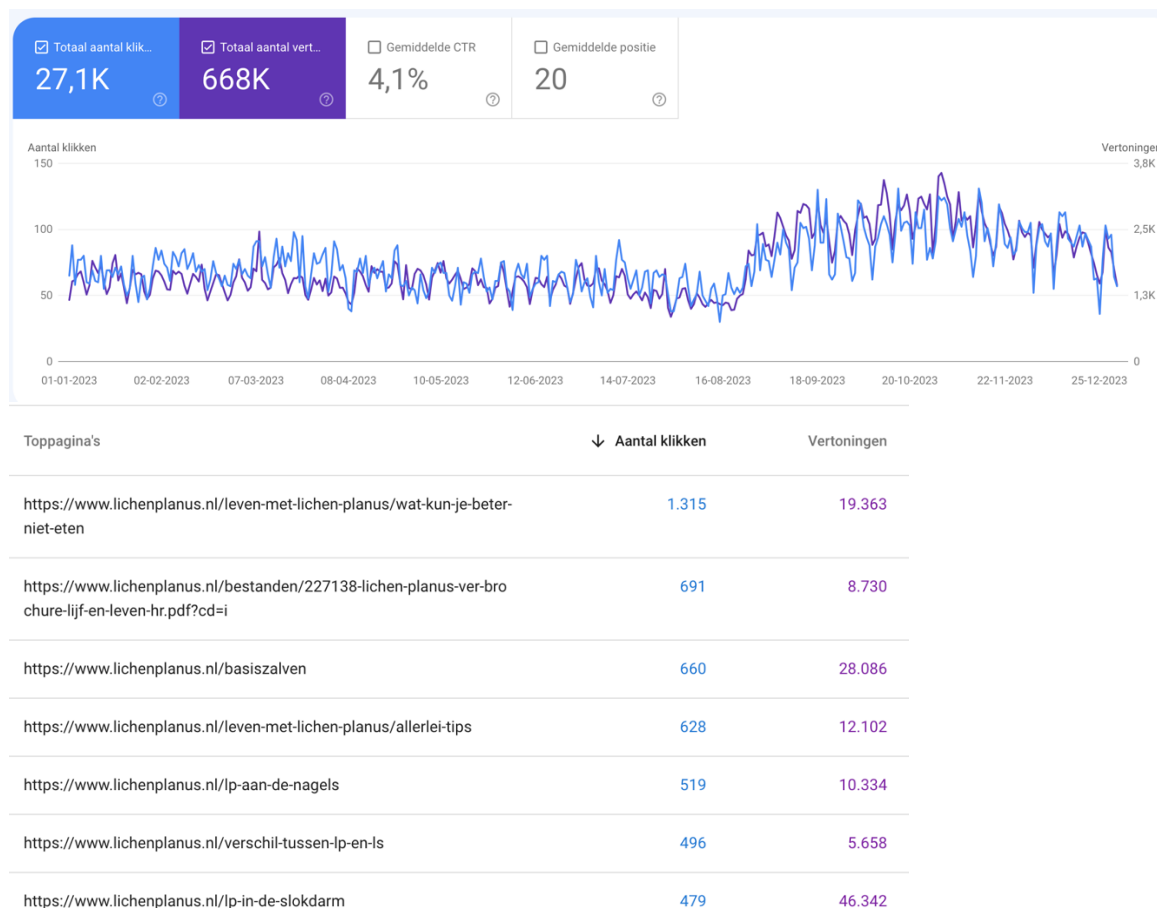 Totaal aantal klik... Totaal aantal vert... Gemiddelde CTR Gemiddelde positie
27,1K 668K 4,1% 20
Aantal klikken Vertoningen
150 3,8K
100 2,5K
50 1,3K
0 0
01-01-2023 02-02-2023 07-03-2023 08-04-2023 10-05-2023 12-06-2023 14-07-2023 16-08-2023 18-09-2023 20-10-2023 22-11-2023 25-12-2023
Toppagina's Aantal klikken Vertoningen
https://www.lichenplanus.nl/leven-met-lichen-planus/wat-kun-je-beter- 1.315 19.363
niet-eten
https://www.lichenplanus.nl/bestanden/227138-lichen-planus-ver-bro 691 8.730
chure-lijf-en-leven-hr.pdf?cd=i
https://www.lichenplanus.nl/basiszalven 660 28.086
https://www.lichenplanus.nl/leven-met-lichen-planus/allerlei-tips 628 12.102
https://www.lichenplanus.nl/lp-aan-de-nagels 519 10.334
https://www.lichenplanus.nl/verschil-tussen-lp-en-ls 496 5.658
https://www.lichenplanus.nl/lp-in-de-slokdarm 479 46.342